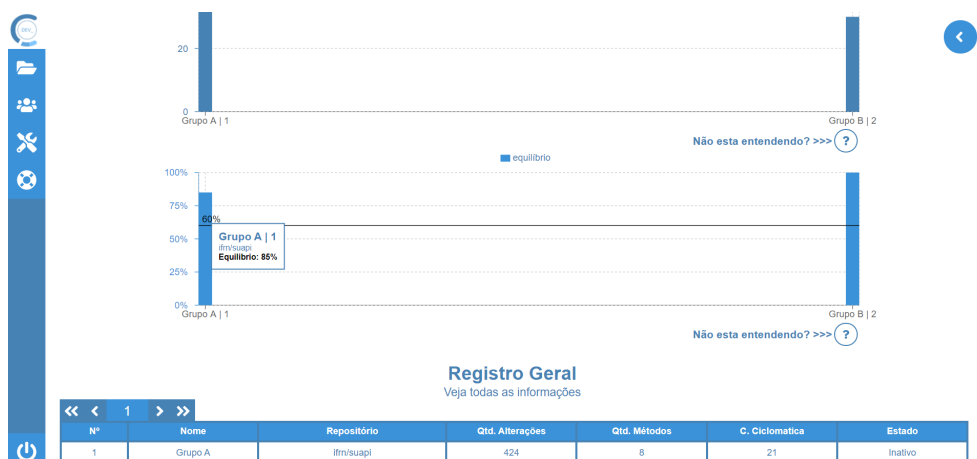 DEV_
20
0
Grupo A | 1
Grupo B | 2
Não esta entendendo? >>> ?
equilíbrio
100%
75%
60%
50%
Grupo A | 1
ifrn/suapi
Equilíbrio: 85%
25%
0%
Grupo A | 1
Grupo B | 2
Não esta entendendo? >>> ?
Registro Geral
Veja todas as informações
1
Nº Nome Repositório Qtd. Alterações Qtd. Métodos C. Ciclomatica Estado
1 Grupo A ifrn/suapi 424 8 21 Inativo